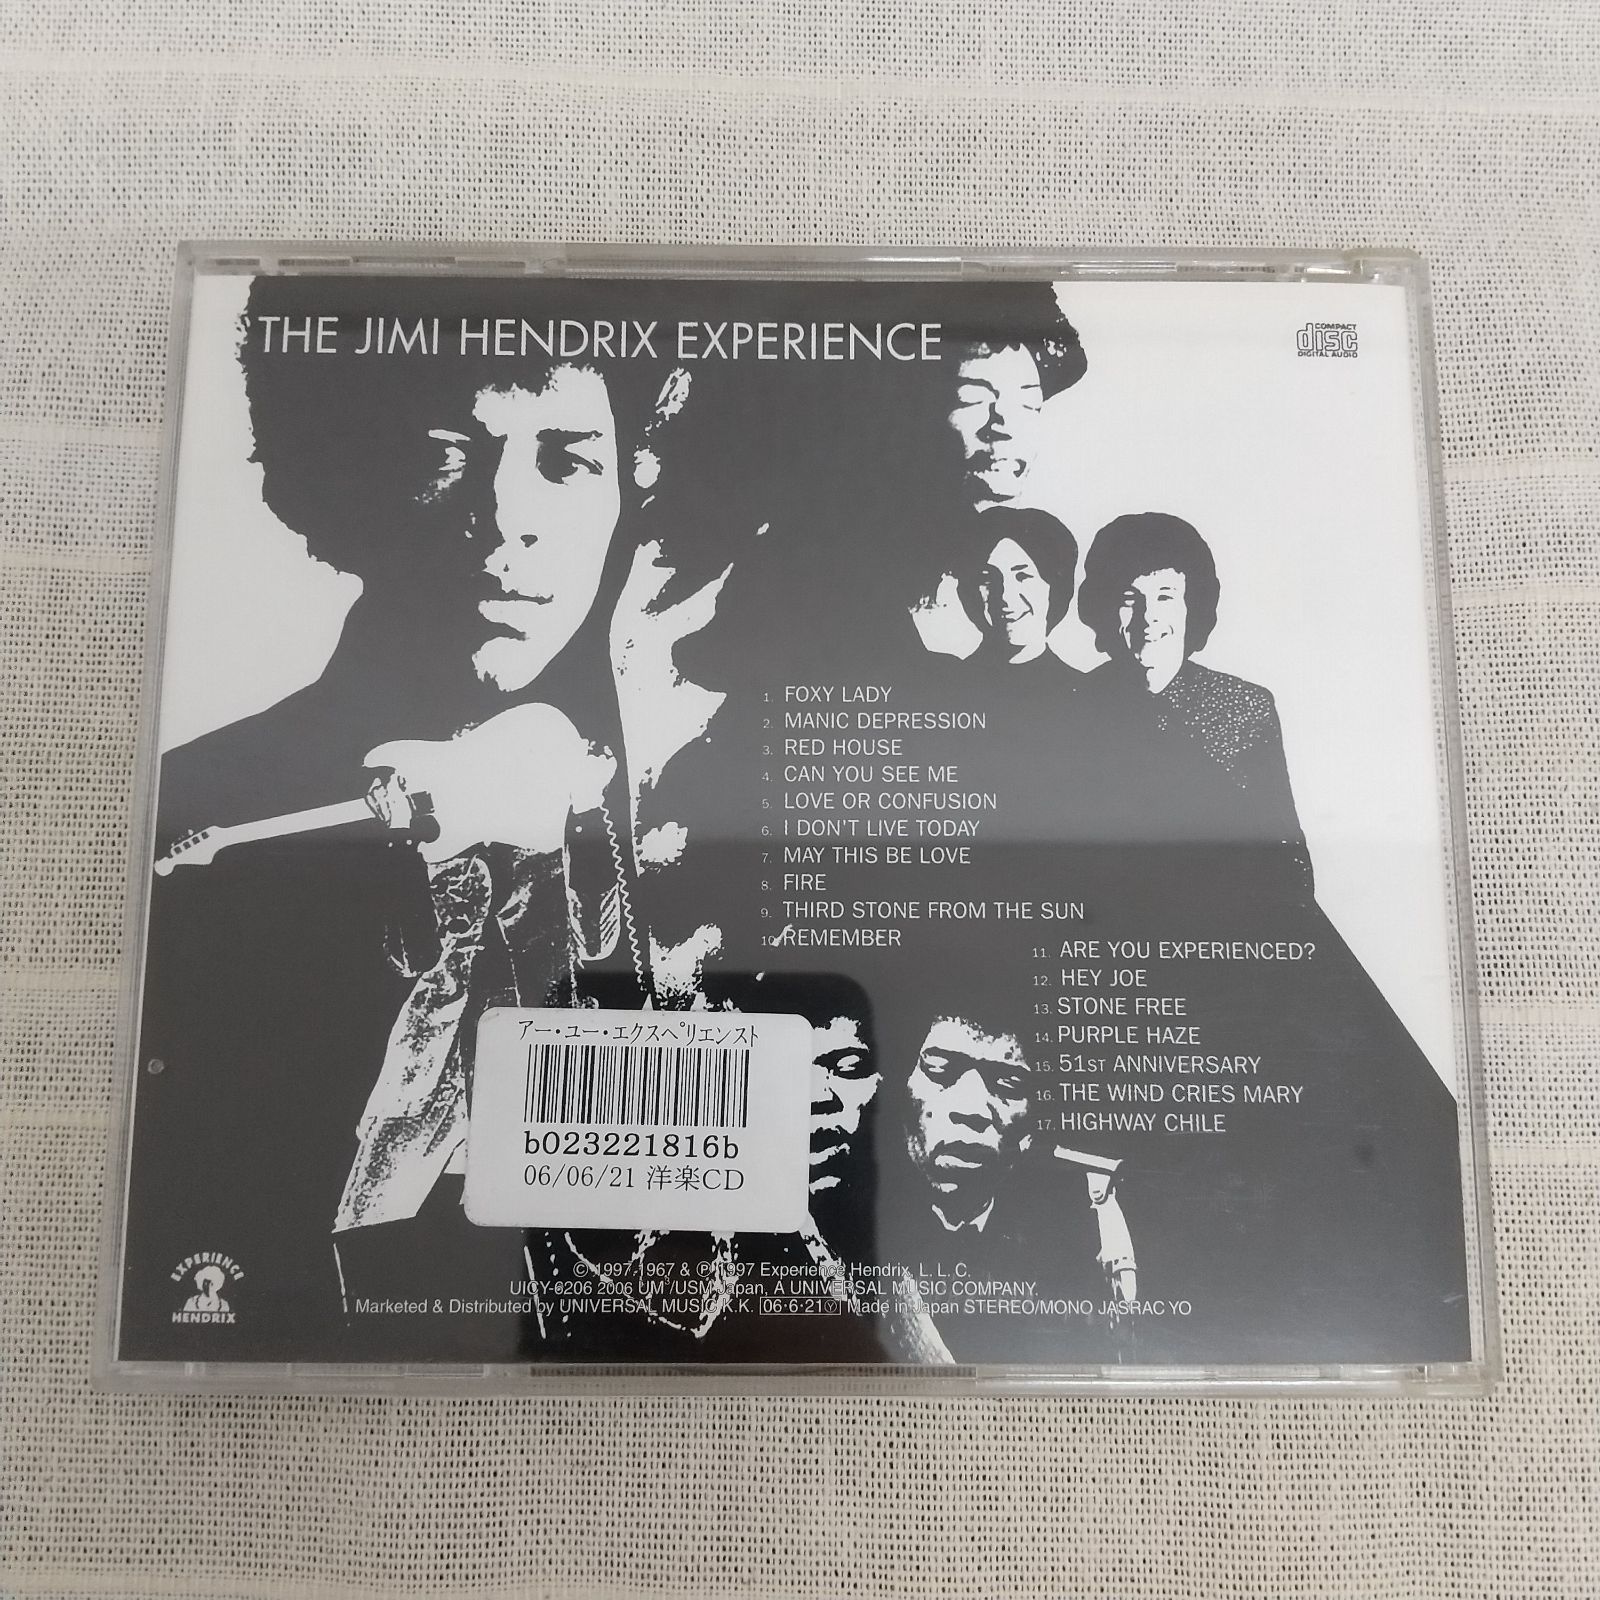 THE JIMI HENDRIX EXPERIENCE
COMPACT
disc
DIGITAL AUDIO
1. FOXY LADY
2. MANIC DEPRESSION
3. RED HOUSE
4. CAN YOU SEE ME
5. LOVE OR CONFUSION
6. I DON'T LIVE TODAY
7. MAY THIS BE LOVE
8. FIRE
9. THIRD STONE FROM THE SUN
10. REMEMBER
11. ARE YOU EXPERIENCED?
12. HEY JOE
13. STONE FREE
14. PURPLE HAZE
15. 51ST ANNIVERSARY
16. THE WIND CRIES MARY
17. HIGHWAY CHILE
アー・ユー・エクスペリエンスト
b023221816b
06/06/21 洋楽CD
EXPERIENCE
HENDRIX
© 1997, 1967 & ℗ 1997 Experience Hendrix, L. L. C.
UICY-6206 2006 UM³/USM Japan, A UNIVERSAL MUSIC COMPANY.
Marketed & Distributed by UNIVERSAL MUSIC K.K. 06・6・21Ⓨ Made in Japan STEREO/MONO JASRAC YO